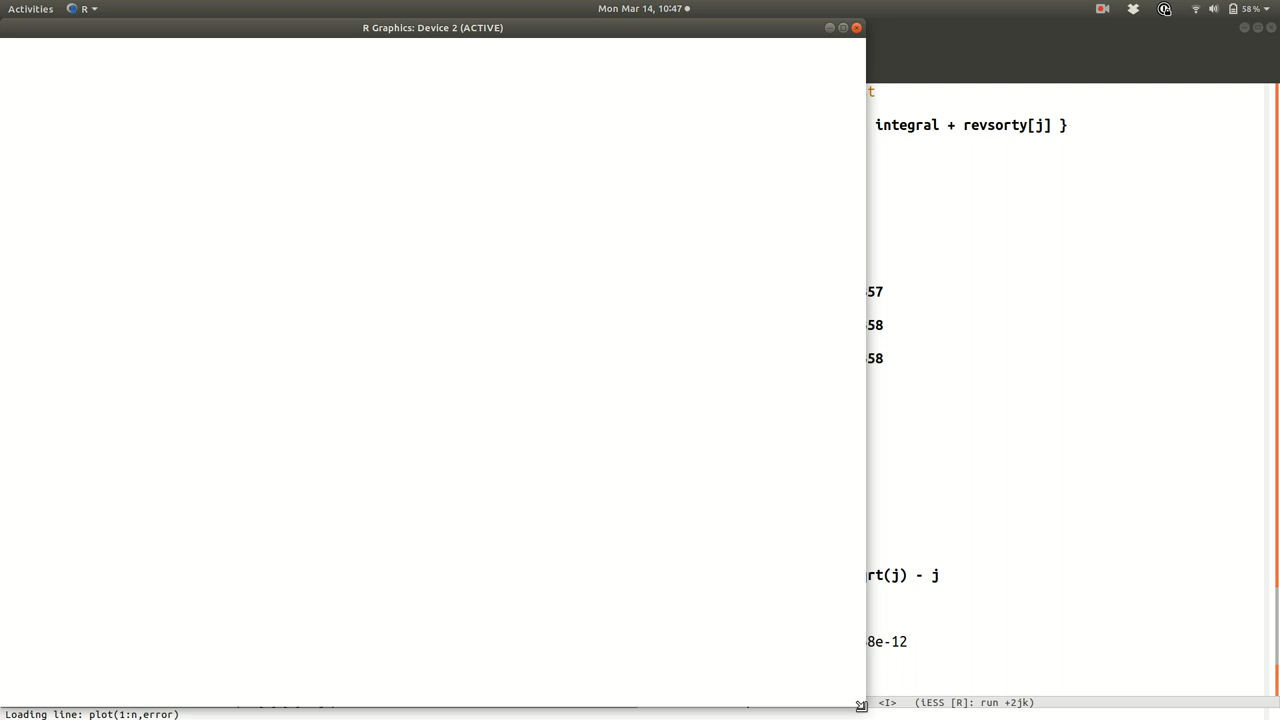 Activities R Mon Mar 14, 10:47 58%
R Graphics: Device 2 (ACTIVE)
t
integral + revsorty[j] }
57
58
58
rt(j) - j
8e-12
<I> (iESS [R]: run +2jk)
Loading line: plot(1:n,error)